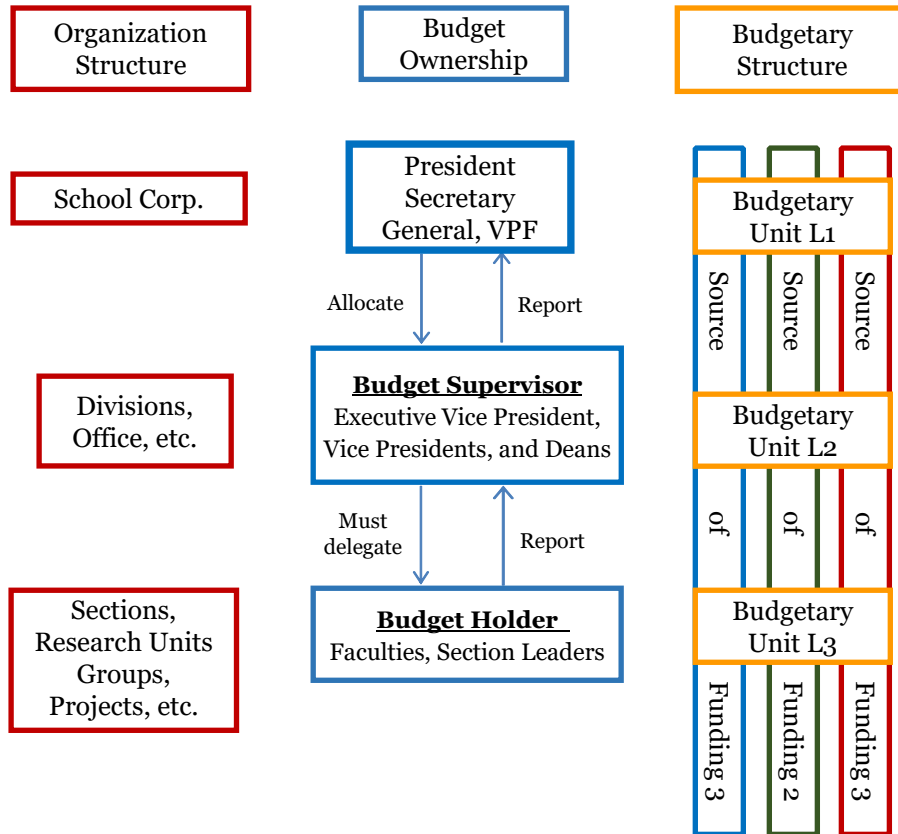 Organization
Structure
Budget
Ownership
Budgetary
Structure
School Corp.
President
Secretary
General, VPF
Budgetary
Unit L1
Allocate
Report
Source
Source
Source
Divisions,
Office, etc.
Budget Supervisor
Executive Vice President,
Vice Presidents, and Deans
Budgetary
Unit L2
Must
delegate
Report
of
of
of
Sections,
Research Units
Groups,
Projects, etc.
Budget Holder
Faculties, Section Leaders
Budgetary
Unit L3
Funding 3
Funding 2
Funding 3